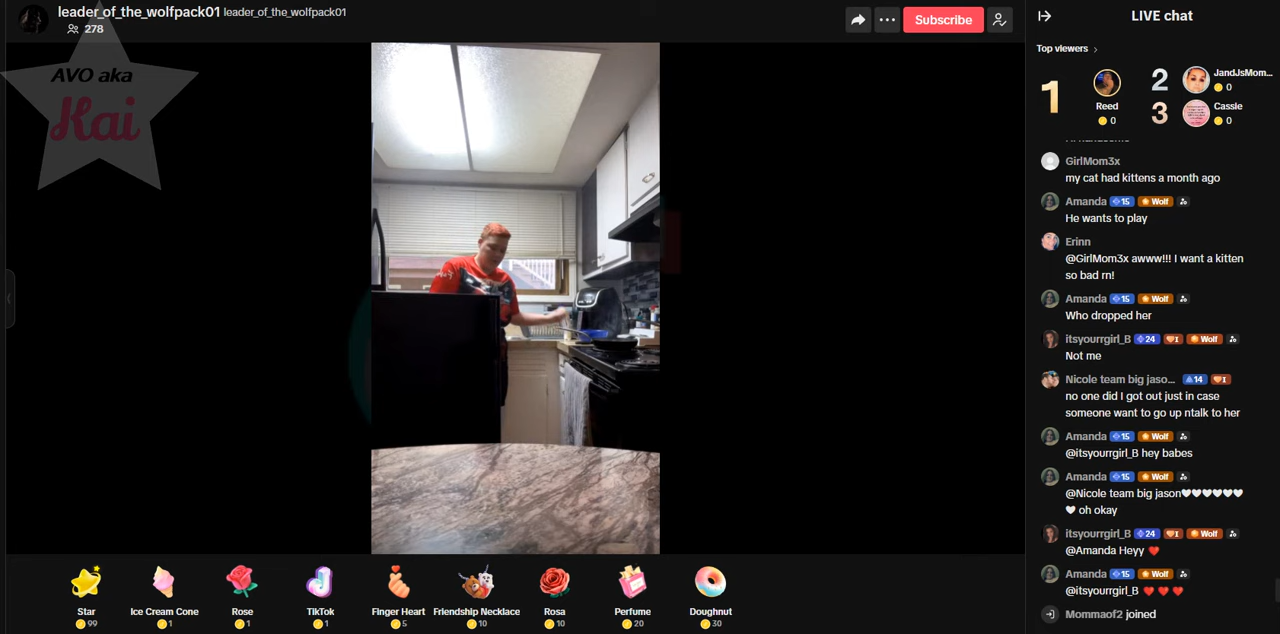 leader_of_the_wolfpack01 leader_of_the_wolfpack01
278
Subscribe
AVO aka
Kai
LIVE chat
Top viewers
1
Reed
0
2
JandJsMom...
0
3
Cassie
0
GirlMom3x
my cat had kittens a month ago
Amanda 15 Wolf
He wants to play
Erinn
@GirlMom3x awww!!! I want a kitten
so bad rn!
Amanda 15 Wolf
Who dropped her
itsyourrgirl_B 24 I Wolf
Not me
Nicole team big jaso... 14 I
no one did I got out just in case
someone want to go up ntalk to her
Amanda 15 Wolf
@itsyourrgirl_B hey babes
Amanda 15 Wolf
@Nicole team big jason🤍🤍🤍🤍🤍🤍
🤍 oh okay
itsyourrgirl_B 24 I Wolf
@Amanda Heyy ❤️
Amanda 15 Wolf
@itsyourrgirl_B ❤️ ❤️ ❤️
Mommaof2 joined
Star
99
Ice Cream Cone
1
Rose
1
TikTok
1
Finger Heart
5
Friendship Necklace
10
Rosa
10
Perfume
20
Doughnut
30